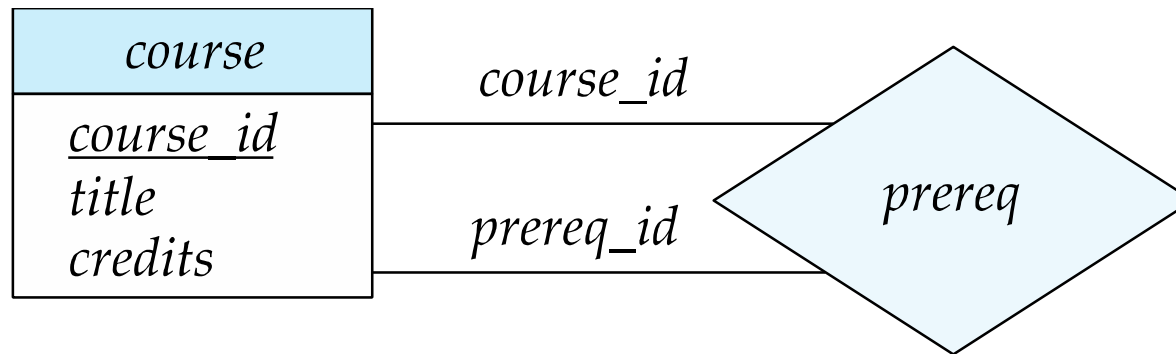 course
course_id
title
credits
course_id
prereq_id
prereq